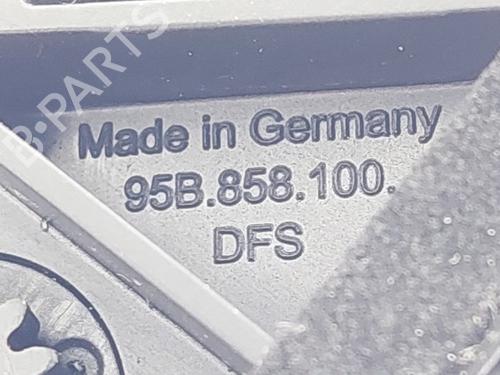 B-PARTS
Made in Germany
95B.858.100.
DFS